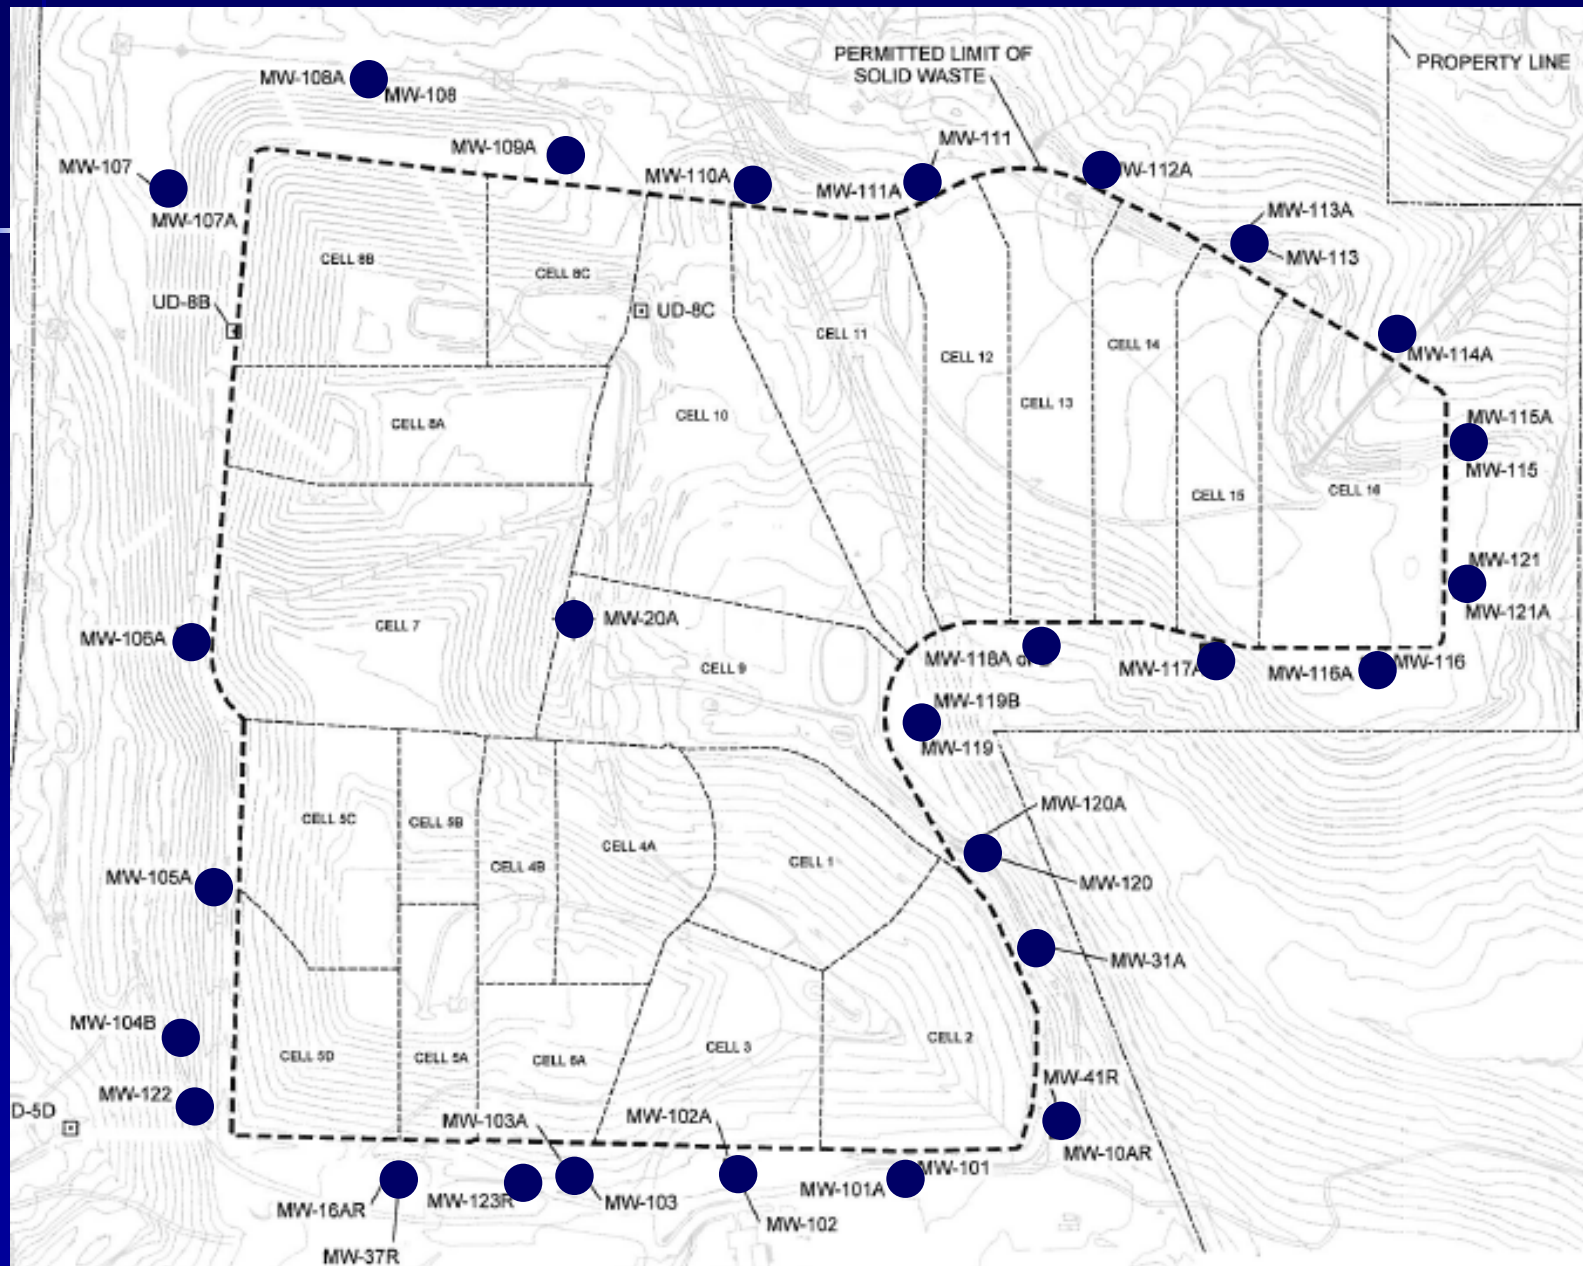 PERMITTED LIMIT OF
SOLID WASTE
PROPERTY LINE
MW-108A
MW-108
MW-109A
MW-107
MW-107A
MW-110A
MW-111
MW-111A
MW-112A
MW-113A
MW-113
CELL 8B
CELL 8C
UD-8B
UD-8C
CELL 11
CELL 12
CELL 14
MW-114A
CELL 13
CELL 8A
CELL 10
MW-115A
MW-115
CELL 15
CELL 16
MW-121
MW-121A
MW-106A
CELL 7
MW-20A
CELL 9
MW-118A
MW-117A
MW-116A
MW-116
MW-119B
MW-119
CELL 5C
CELL 5B
CELL 4B
CELL 4A
CELL 1
MW-120A
MW-120
MW-105A
MW-31A
MW-104B
CELL 5D
CELL 5A
CELL 6A
CELL 3
CELL 2
MW-41R
MW-122
D-5D
MW-103A
MW-102A
MW-10AR
MW-101
MW-101A
MW-16AR
MW-123R
MW-103
MW-102
MW-37R